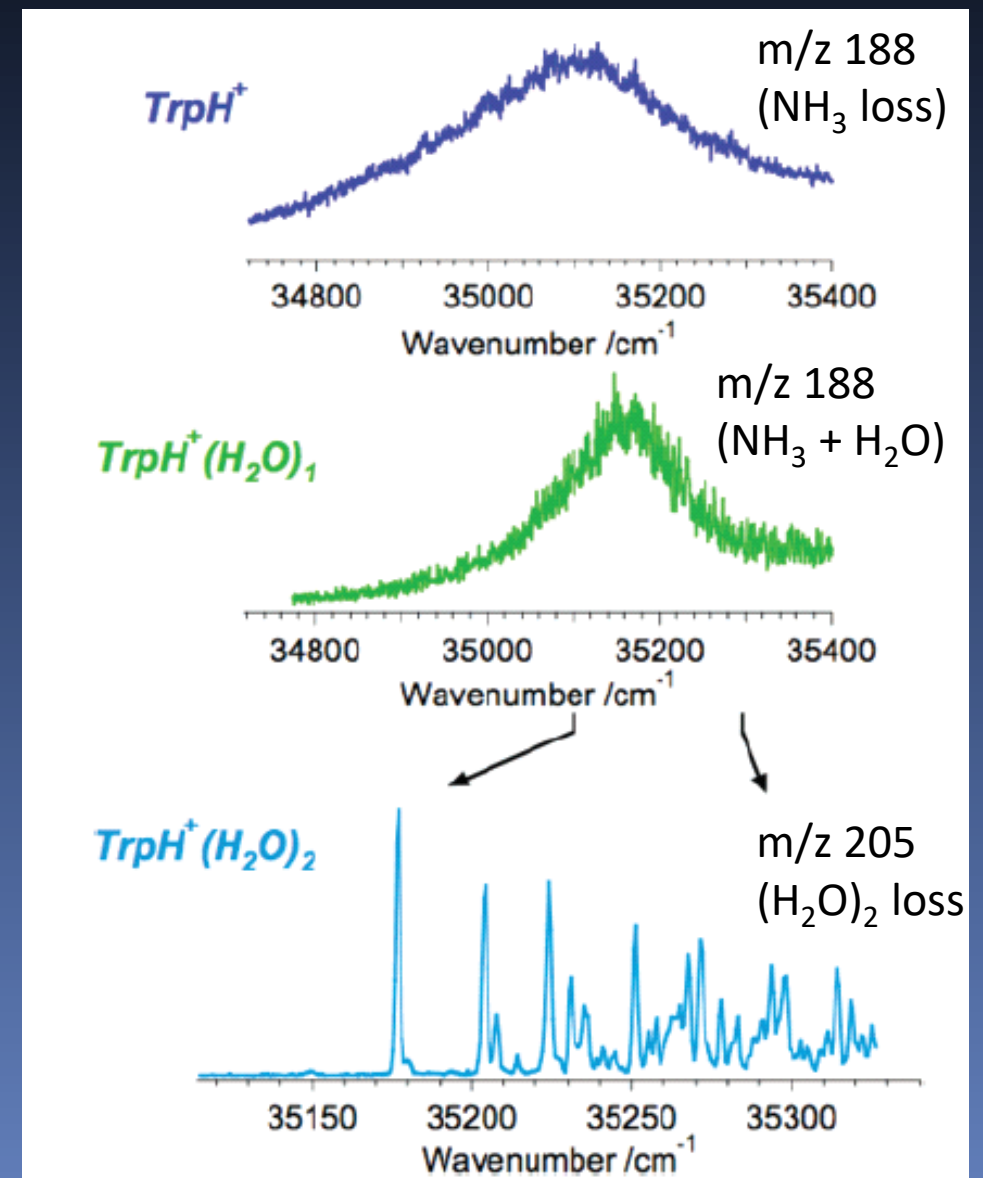 TrpH⁺
m/z 188
(NH₃ loss)
34800 35000 35200 35400
Wavenumber /cm⁻¹
TrpH⁺(H₂O)₁
m/z 188
(NH₃ + H₂O)
34800 35000 35200 35400
Wavenumber /cm⁻¹
TrpH⁺(H₂O)₂
m/z 205
(H₂O)₂ loss
35150 35200 35250 35300
Wavenumber /cm⁻¹